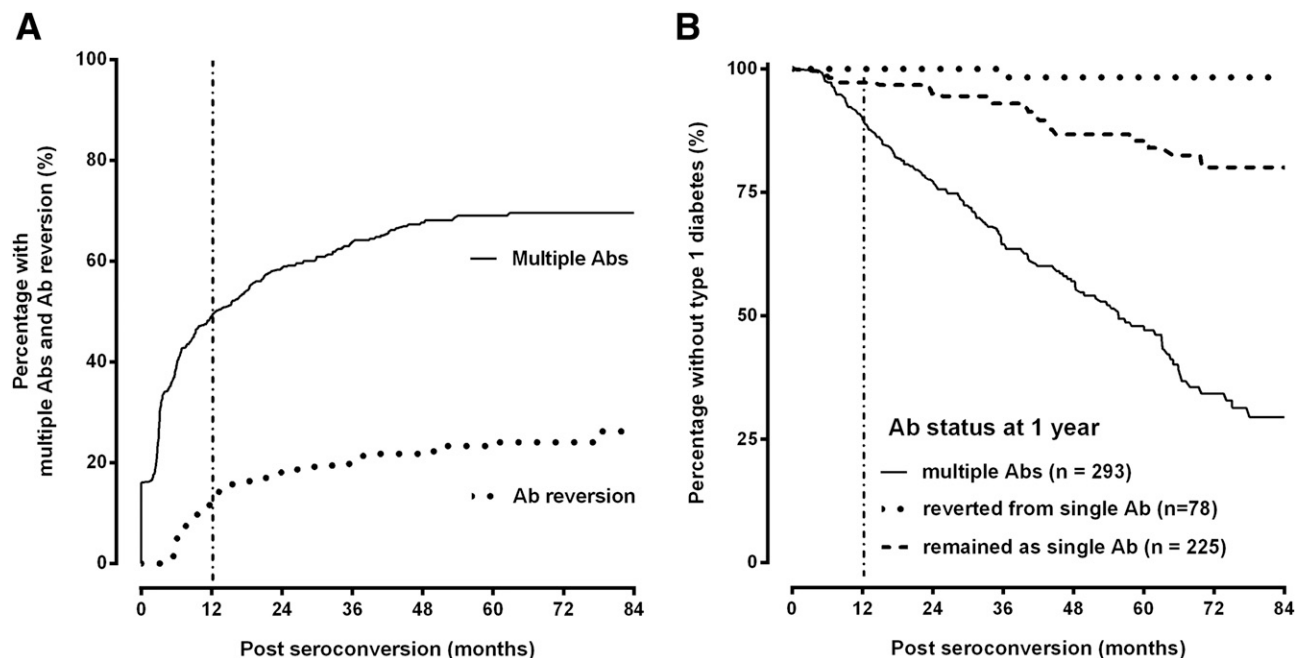 A
Percentage with
multiple Abs and Ab reversion (%)
100
80
60
40
20
0
Multiple Abs
Ab reversion
0 12 24 36 48 60 72 84
Post seroconversion (months)
B
Percentage without type 1 diabetes (%)
100
75
50
25
0
Ab status at 1 year
multiple Abs (n = 293)
reverted from single Ab (n=78)
remained as single Ab (n = 225)
0 12 24 36 48 60 72 84
Post seroconversion (months)